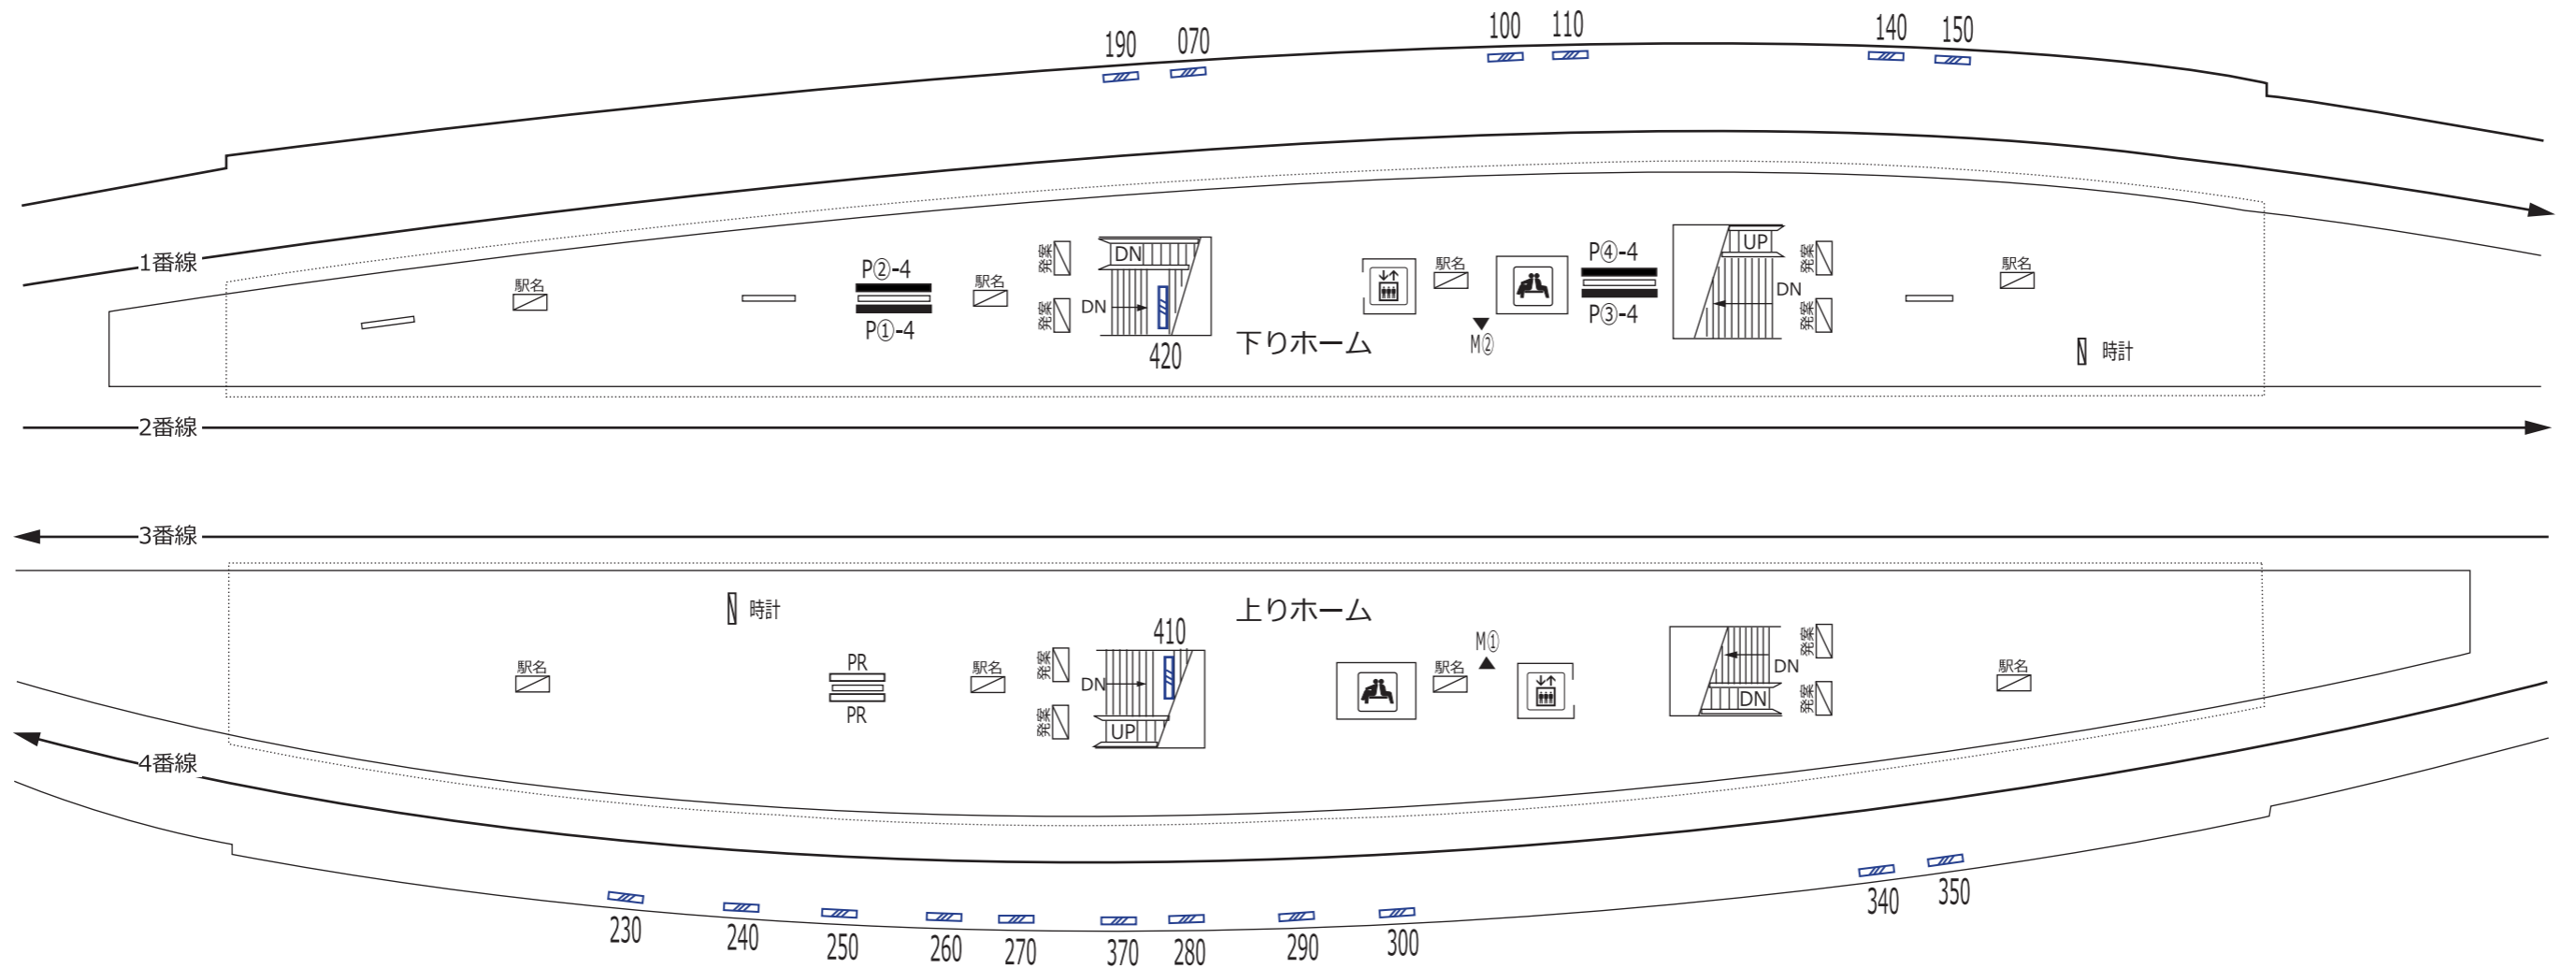 190 070 100 110 140 150
1番線
駅名
P②-4
P①-4
駅名
発案
発案
DN
DN
420
下りホーム
駅名
M②
P④-4
P③-4
UP
DN
発案
発案
駅名
時計
2番線
3番線
時計
上りホーム
駅名
PR
PR
駅名
発案
発案
410
DN
UP
駅名
M①
DN
DN
発案
発案
駅名
4番線
230 240 250 260 270 370 280 290 300 340 350